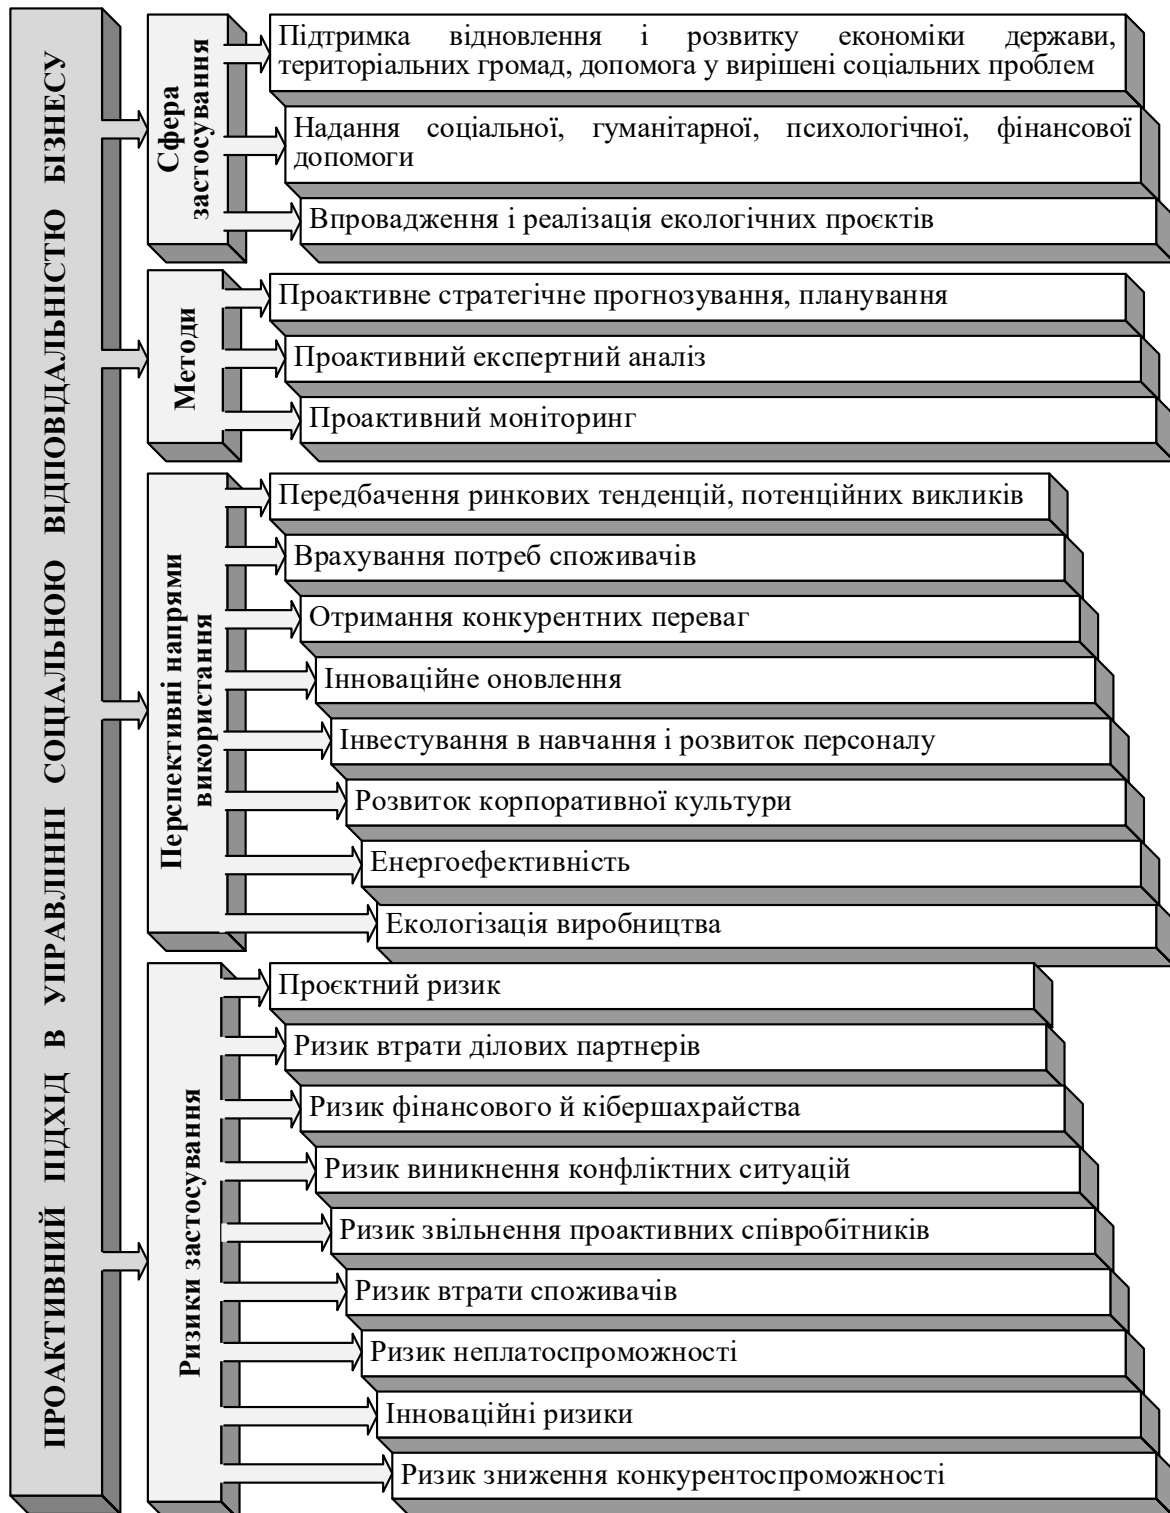 ПРОАКТИВНИЙ ПІДХІД В УПРАВЛІННІ СОЦІАЛЬНОЮ ВІДПОВІДАЛЬНІСТЮ БІЗНЕСУ
Сфера
застосування
Підтримка відновлення і розвитку економіки держави,
територіальних громад, допомога у вирішені соціальних проблем
Надання соціальної, гуманітарної, психологічної, фінансової
допомоги
Впровадження і реалізація екологічних проєктів
Методи
Проактивне стратегічне прогнозування, планування
Проактивний експертний аналіз
Проактивний моніторинг
Перспективні напрями
використання
Передбачення ринкових тенденцій, потенційних викликів
Врахування потреб споживачів
Отримання конкурентних переваг
Інноваційне оновлення
Інвестування в навчання і розвиток персоналу
Розвиток корпоративної культури
Енергоефективність
Екологізація виробництва
Ризики застосування
Проєктний ризик
Ризик втрати ділових партнерів
Ризик фінансового й кібершахрайства
Ризик виникнення конфліктних ситуацій
Ризик звільнення проактивних співробітників
Ризик втрати споживачів
Ризик неплатоспроможності
Інноваційні ризики
Ризик зниження конкурентоспроможності